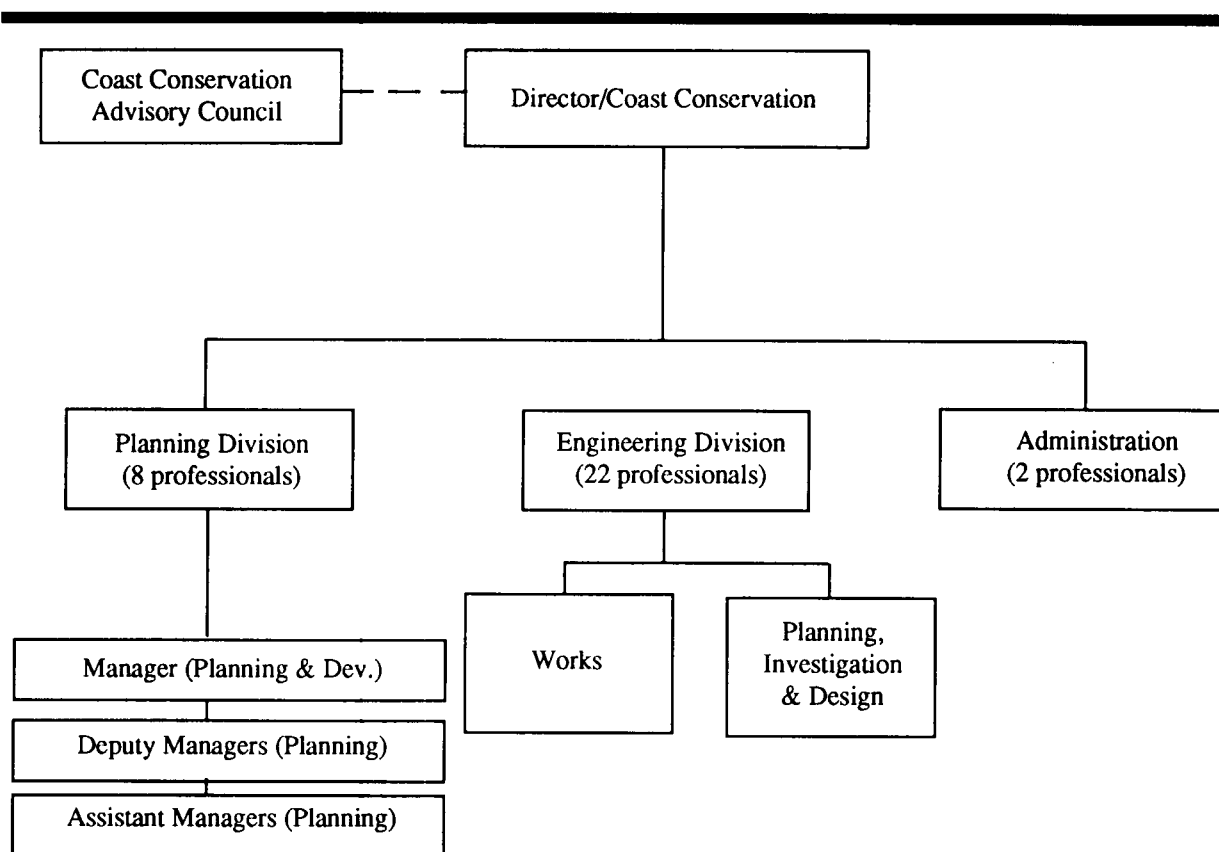 Coast Conservation
Advisory Council
Director/Coast Conservation
Planning Division
(8 professionals)
Engineering Division
(22 professionals)
Administration
(2 professionals)
Manager (Planning & Dev.)
Deputy Managers (Planning)
Assistant Managers (Planning)
Works
Planning,
Investigation
& Design